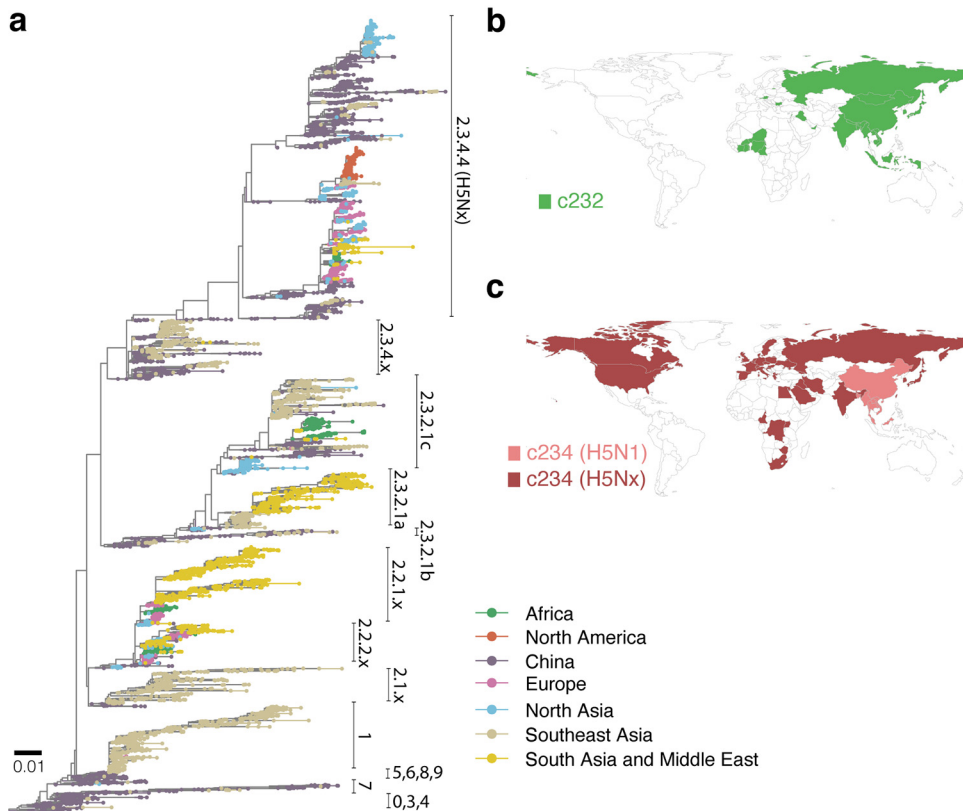 a
2.3.4.4 (H5Nx)
2.3.4.x
2.3.2.1c
2.3.2.1a
2.3.2.1b
2.2.1.x
2.2.2.x
2.1.x
1
5,6,8,9
7
0,3,4
0.01
b
c232
c
c234 (H5N1)
c234 (H5Nx)
Africa
North America
China
Europe
North Asia
Southeast Asia
South Asia and Middle East